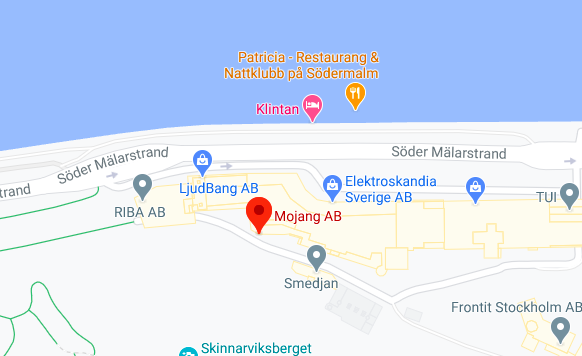 Patricia - Restaurang &
Nattklubb på Södermalm
Klintan
Söder Mälarstrand
Söder Mälarstrand
strand
LjudBang AB
Elektroskandia
Sverige AB
TUI
RIBA AB
Mojang AB
Smedjan
Frontit Stockholm AB
Skinnarviksberget